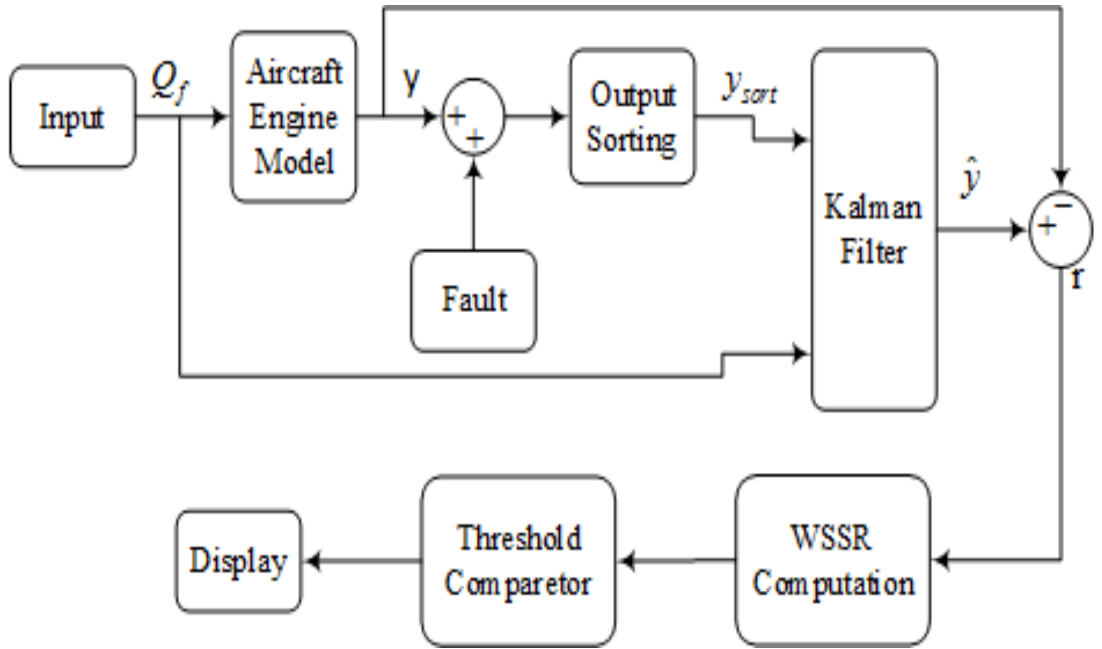 Input
Q_f
Aircraft
Engine
Model
y
+
+
Fault
Output
Sorting
y_sort
Kalman
Filter
ŷ
+
−
r
WSSR
Computation
Threshold
Comparetor
Display